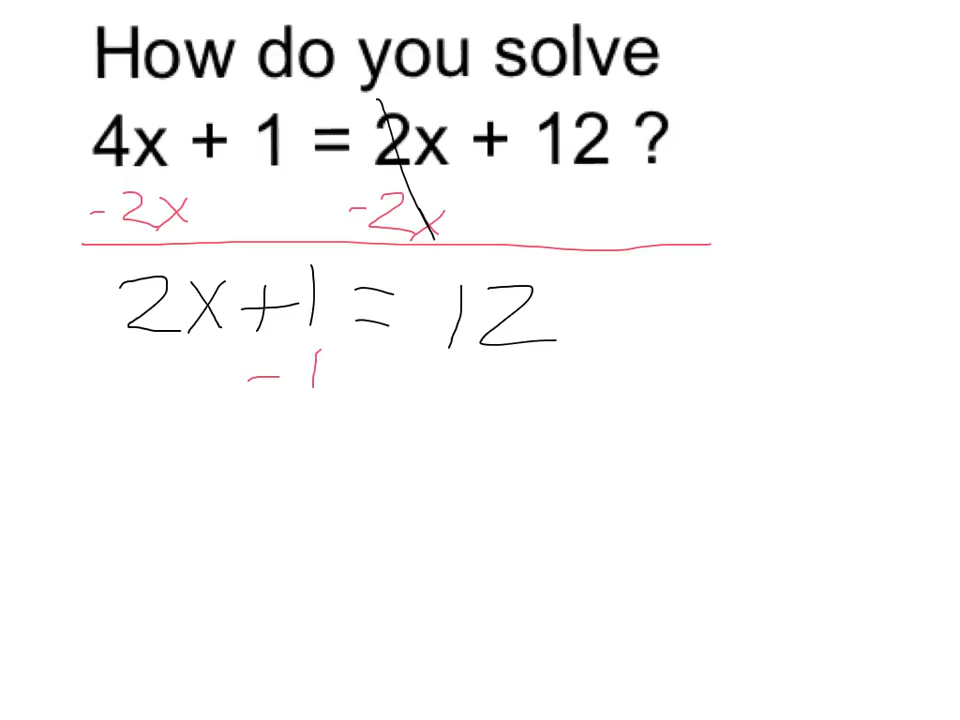 How do you solve
4x + 1 = 2x + 12 ?
-2x -2x
2x+1 = 12
-1